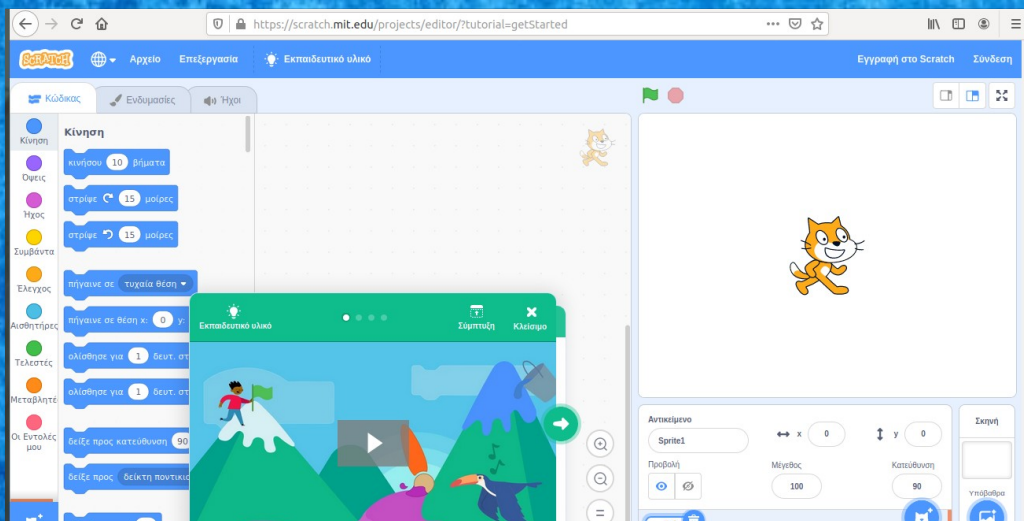 https://scratch.mit.edu/projects/editor/?tutorial=getStarted
SCRATCH Αρχείο Επεξεργασία Εκπαιδευτικό υλικό Εγγραφή στο Scratch Σύνδεση
Κώδικας Ενδυμασίες Ήχοι
Κίνηση
Όψεις
Ήχος
Συμβάντα
Έλεγχος
Αισθητήρες
Τελεστές
Μεταβλητέ
Οι Εντολές
μου
Κίνηση
κινήσου 10 βήματα
στρίψε 15 μοίρες
στρίψε 15 μοίρες
πήγαινε σε τυχαία θέση
πήγαινε σε θέση x: 0 y:
ολίσθησε για 1 δευτ. στ
ολίσθησε για 1 δευτ. στ
δείξε προς κατεύθυνση 90
δείξε προς δείκτη ποντικιο
Εκπαιδευτικό υλικό Σύμπτυξη Κλείσιμο
Αντικείμενο
Sprite1 x 0 y 0
Προβολή Μέγεθος Κατεύθυνση
100 90
Σκηνή
Υπόβαθρα